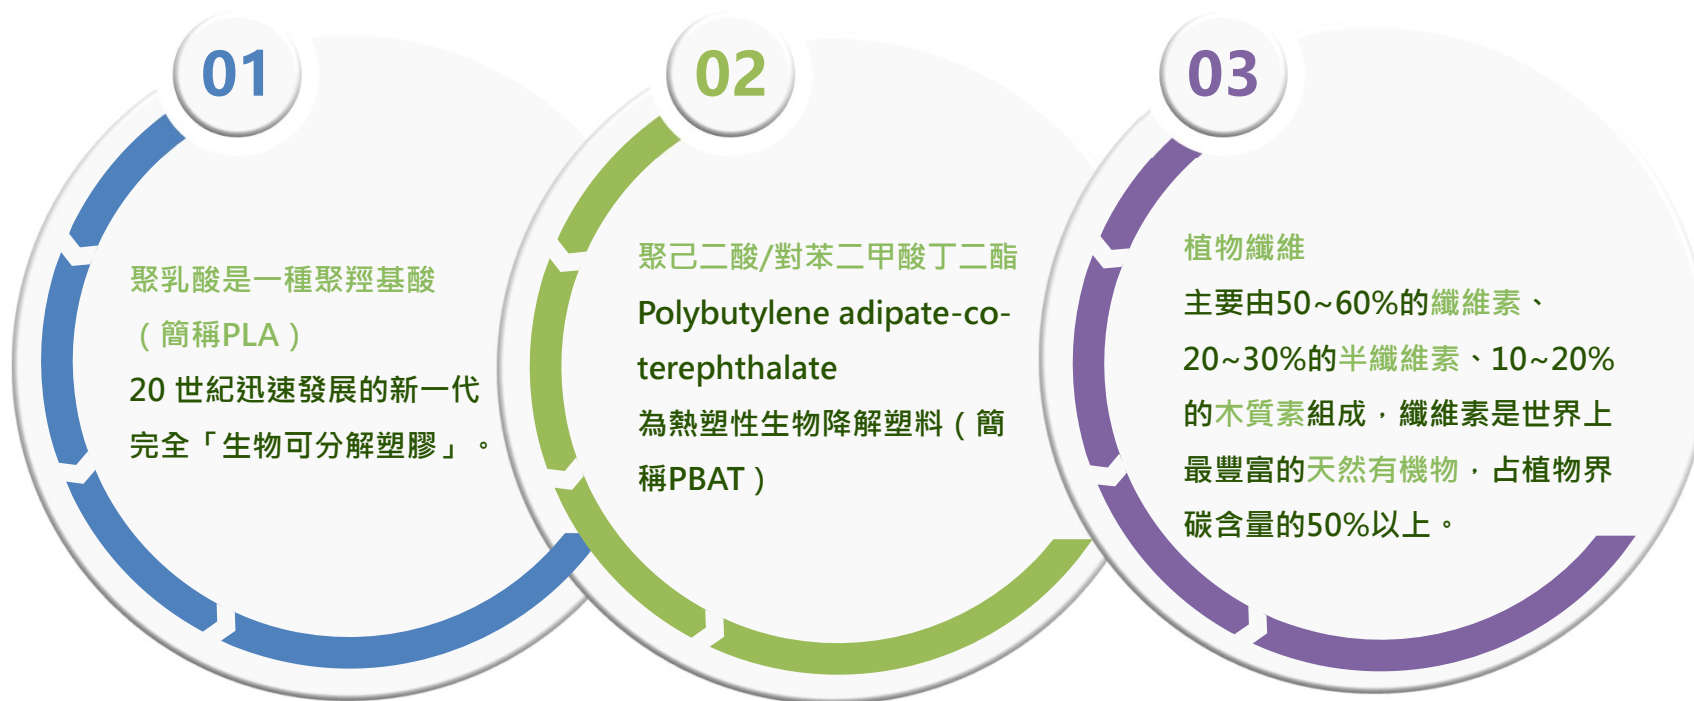 01
聚乳酸是一種聚羥基酸
（簡稱PLA）
20 世紀迅速發展的新一代
完全「生物可分解塑膠」。
02
聚己二酸/對苯二甲酸丁二酯
Polybutylene adipate-co-
terephthalate
為熱塑性生物降解塑料（簡
稱PBAT）
03
植物纖維
主要由50~60%的纖維素、
20~30%的半纖維素、10~20%
的木質素組成，纖維素是世界上
最豐富的天然有機物，占植物界
碳含量的50%以上。